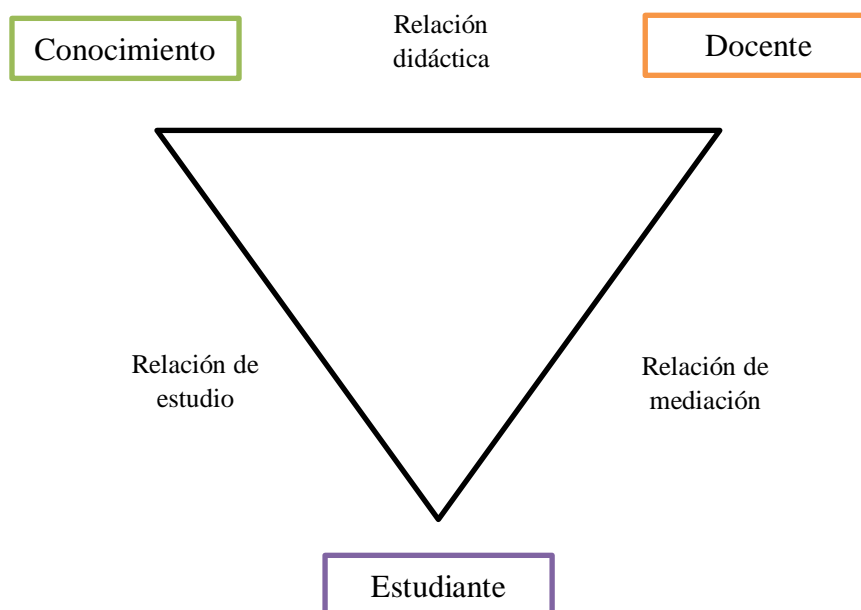 Conocimiento
Relación
didáctica
Docente
Relación de
estudio
Relación de
mediación
Estudiante